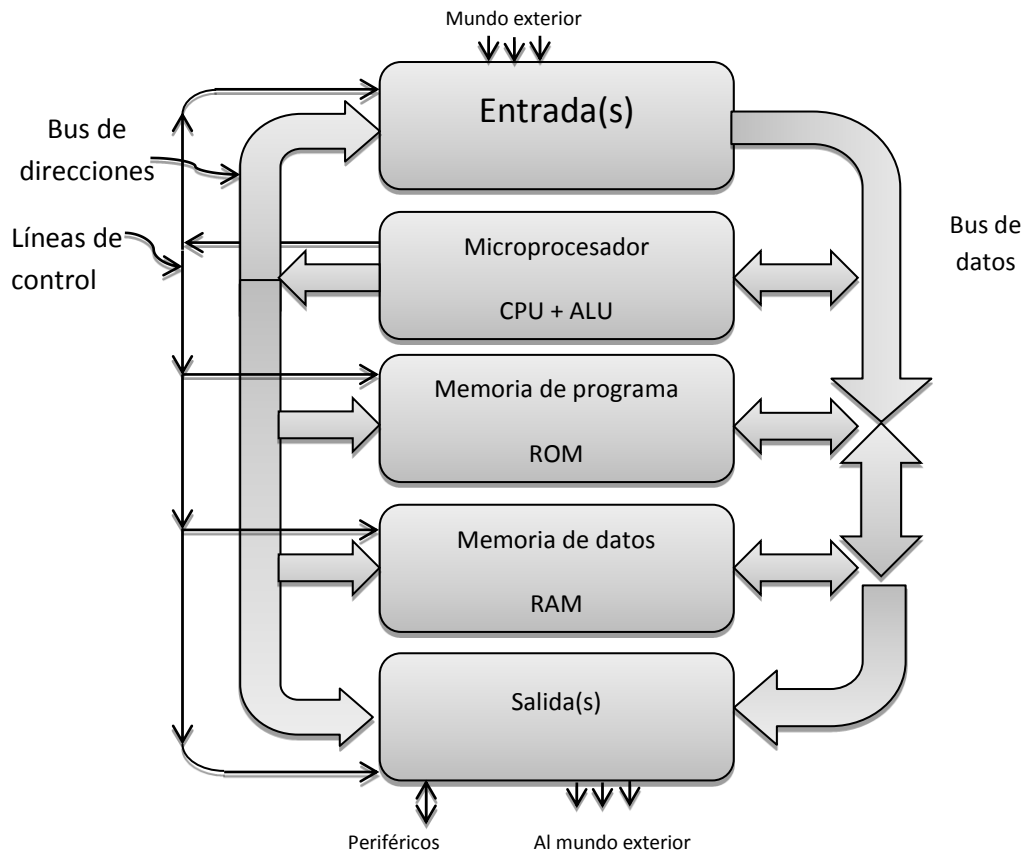 Mundo exterior
Entrada(s)
Bus de
direcciones
Líneas de
control
Microprocesador
CPU + ALU
Bus de
datos
Memoria de programa
ROM
Memoria de datos
RAM
Salida(s)
Periféricos
Al mundo exterior